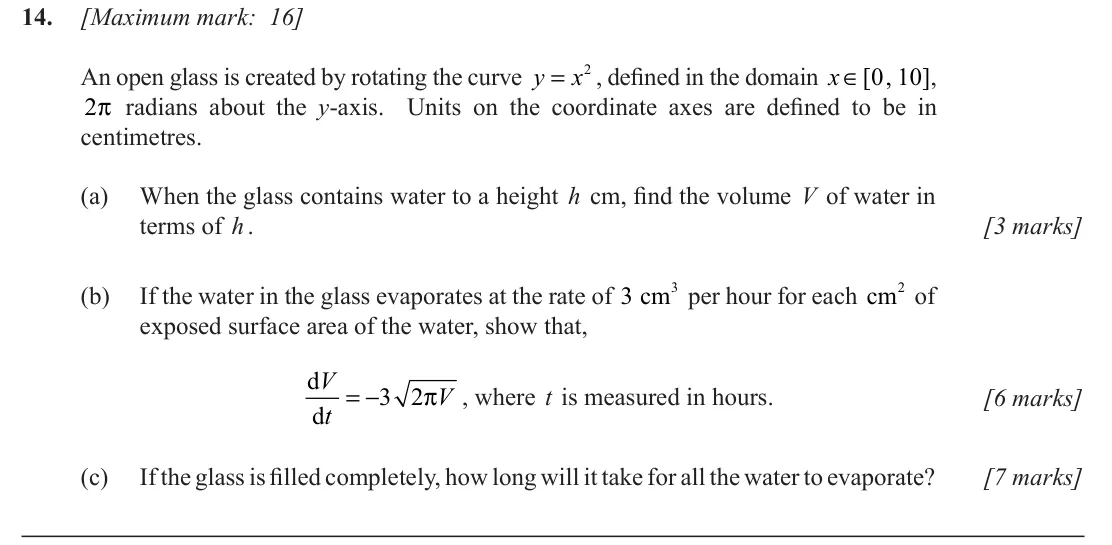 14. [Maximum mark: 16]
An open glass is created by rotating the curve y = x², defined in the domain x ∈ [0, 10],
2π radians about the y-axis. Units on the coordinate axes are defined to be in
centimetres.
(a) When the glass contains water to a height h cm, find the volume V of water in
terms of h. [3 marks]
(b) If the water in the glass evaporates at the rate of 3 cm³ per hour for each cm² of
exposed surface area of the water, show that,
dV/dt = −3√(2πV), where t is measured in hours. [6 marks]
(c) If the glass is filled completely, how long will it take for all the water to evaporate? [7 marks]